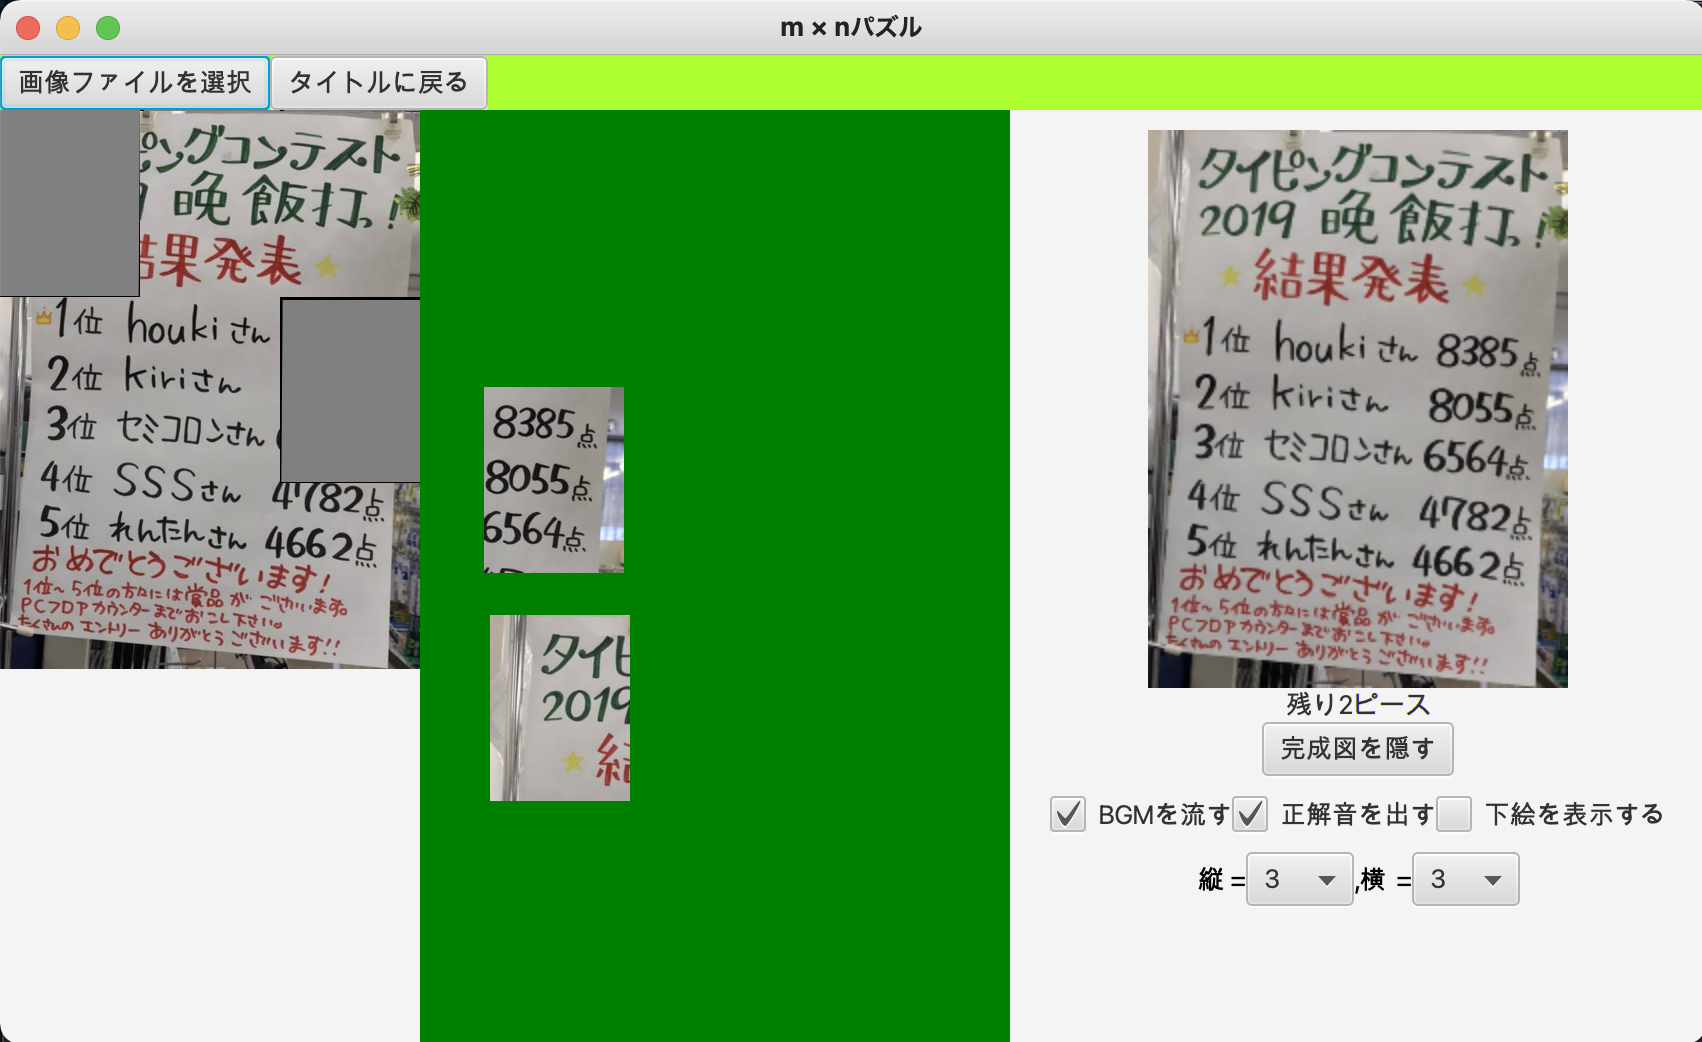 m × nパズル
画像ファイルを選択 タイトルに戻る
ピングコンテスト
晩飯打っ!
結果発表
1位 houkiさん
2位 kiriさん
3位 セミコロンさん
4位 SSSさん 4782点
5位 れんたんさん 4662点
おめでとうございます!
1位~5位の方々には賞品がございます。
PCフロアカウンターまでおこし下さい。
たくさんのエントリーありがとうございます!!
8385点
8055点
6564点
タイピ
2019
結
タイピングコンテスト
2019 晩飯打っ!
結果発表
1位 houkiさん 8385点
2位 kiriさん 8055点
3位 セミコロンさん 6564点
4位 SSSさん 4782点
5位 れんたんさん 4662点
おめでとうございます!
1位~5位の方々には賞品がございます。
PCフロアカウンターまでおこし下さい。
たくさんのエントリーありがとうございます!!
残り2ピース
完成図を隠す
BGMを流す 正解音を出す 下絵を表示する
縦 = 3 ,横 = 3